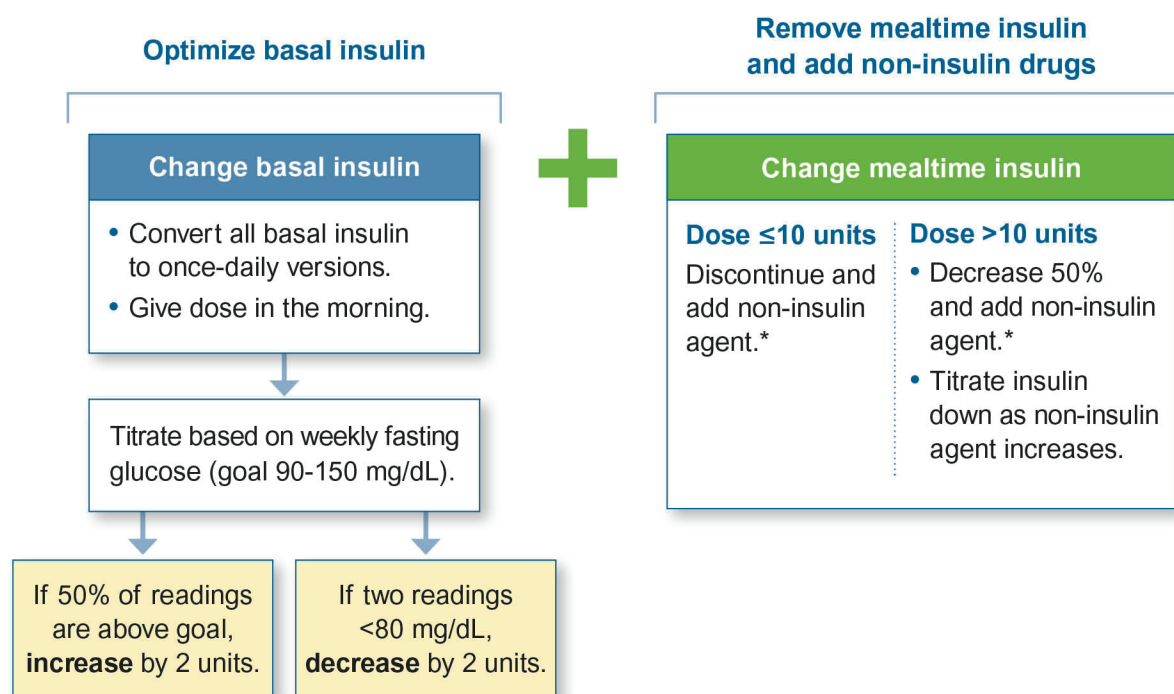 Optimize basal insulin
Change basal insulin
• Convert all basal insulin
to once-daily versions.
• Give dose in the morning.
Titrate based on weekly fasting
glucose (goal 90-150 mg/dL).
If 50% of readings
are above goal,
increase by 2 units.
If two readings
<80 mg/dL,
decrease by 2 units.
Remove mealtime insulin
and add non-insulin drugs
Change mealtime insulin
Dose ≤10 units
Discontinue and
add non-insulin
agent.*
Dose >10 units
• Decrease 50%
and add non-insulin
agent.*
• Titrate insulin
down as non-insulin
agent increases.